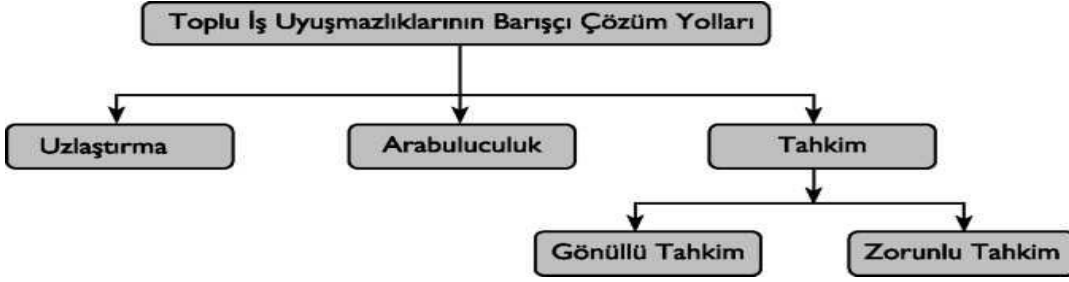 Toplu İş Uyuşmazlıklarının Barışçı Çözüm Yolları
Uzlaştırma
Arabuluculuk
Tahkim
Gönüllü Tahkim
Zorunlu Tahkim